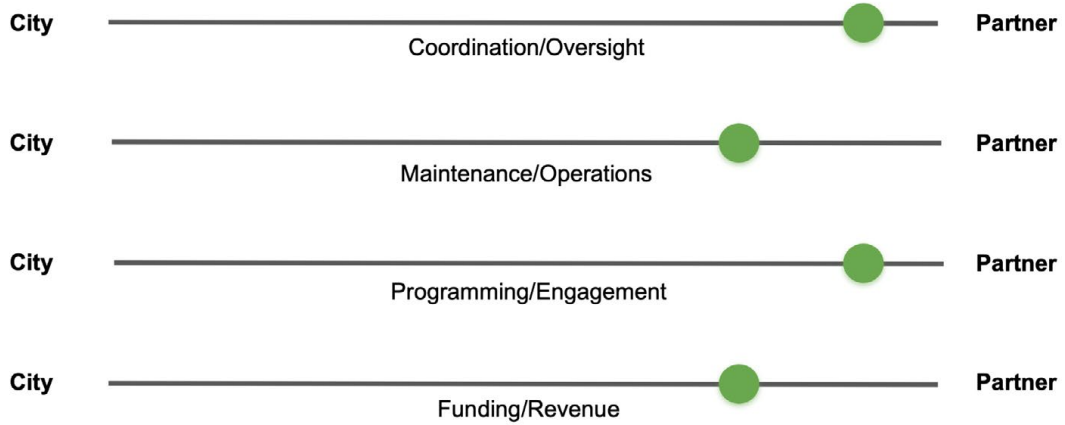 City Partner
Coordination/Oversight
City Partner
Maintenance/Operations
City Partner
Programming/Engagement
City Partner
Funding/Revenue